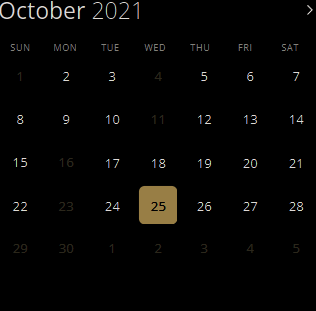 October 2021
SUN MON TUE WED THU FRI SAT
1 2 3 4 5 6 7
8 9 10 11 12 13 14
15 16 17 18 19 20 21
22 23 24 25 26 27 28
29 30 1 2 3 4 5